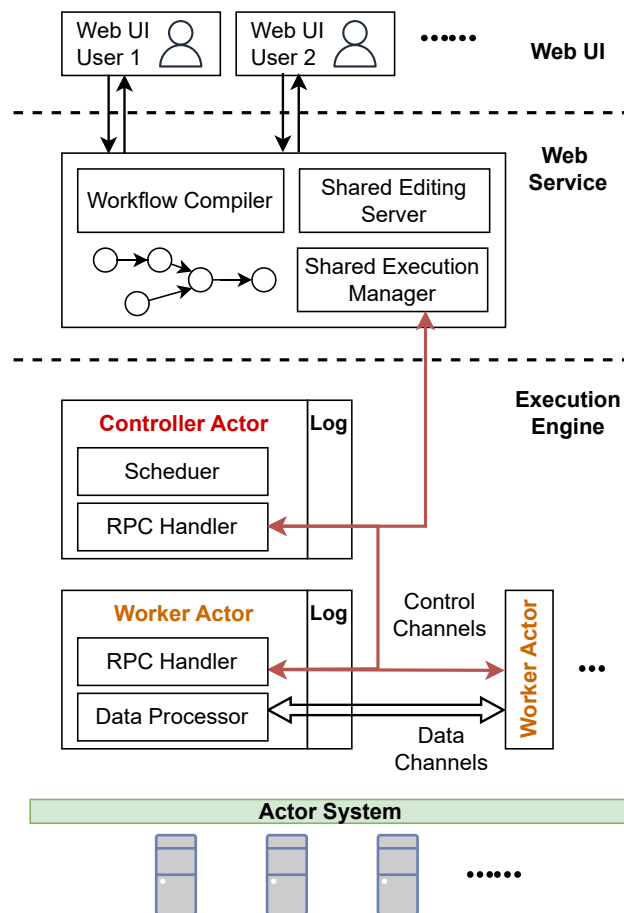 Web UI
User 1
Web UI
User 2
Web UI
Web
Service
Workflow Compiler
Shared Editing
Server
Shared Execution
Manager
Execution
Engine
Controller Actor
Log
Scheduer
RPC Handler
Worker Actor
Log
RPC Handler
Data Processor
Control
Channels
Data
Channels
Worker Actor
Actor System